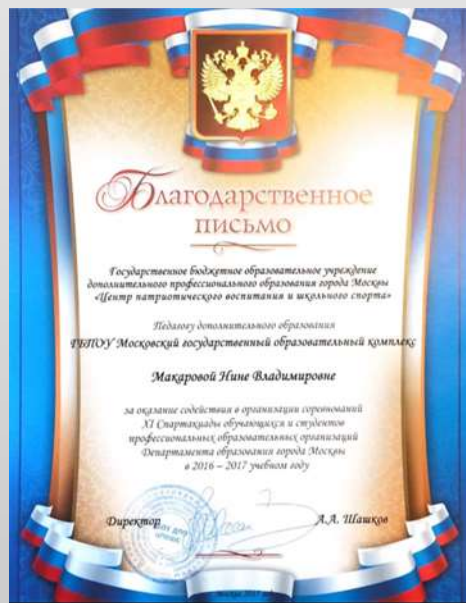 Благодарственное
письмо
Государственное бюджетное образовательное учреждение
дополнительного профессионального образования города Москвы
«Центр патриотического воспитания и школьного спорта»
Педагогу дополнительного образования
ГБПОУ Московский государственный образовательный комплекс
Макаровой Нине Владимировне
за оказание содействия в организации соревнований
XI Спартакиады обучающихся и студентов
профессиональных образовательных организаций
Департамента образования города Москвы
в 2016 – 2017 учебном году
Директор А.А. Шашков
Москва 2017